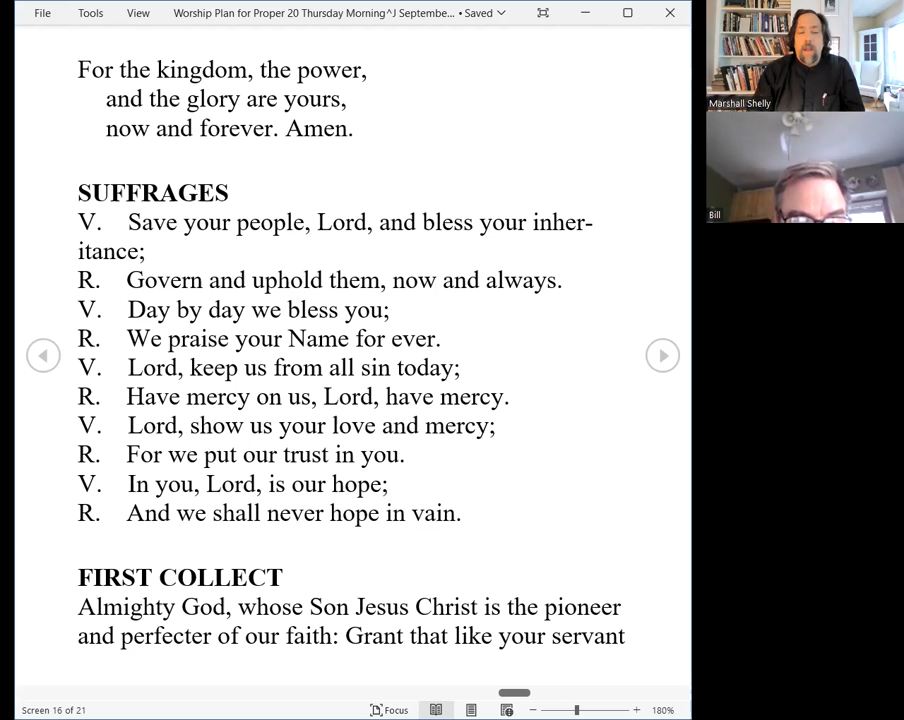 File Tools View Worship Plan for Proper 20 Thursday Morning^J Septembe... • Saved
For the kingdom, the power,
and the glory are yours,
now and forever. Amen.
SUFFRAGES
V. Save your people, Lord, and bless your inher-
itance;
R. Govern and uphold them, now and always.
V. Day by day we bless you;
R. We praise your Name for ever.
V. Lord, keep us from all sin today;
R. Have mercy on us, Lord, have mercy.
V. Lord, show us your love and mercy;
R. For we put our trust in you.
V. In you, Lord, is our hope;
R. And we shall never hope in vain.
FIRST COLLECT
Almighty God, whose Son Jesus Christ is the pioneer
and perfecter of our faith: Grant that like your servant
Screen 16 of 21 Focus 180%
Marshall Shelly
Bill